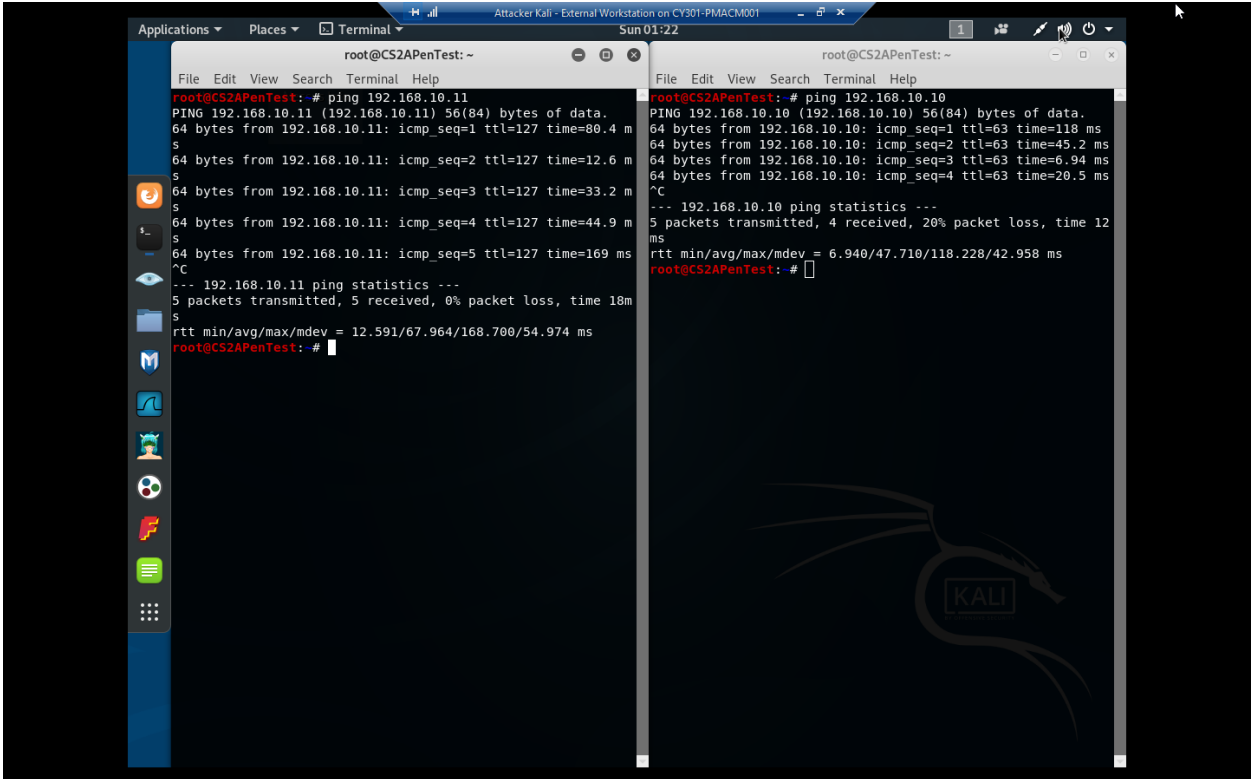 Attacker Kali - External Workstation on CY301-PMACM001
Applications Places Terminal Sun 01:22 1
root@CS2APenTest: ~
File Edit View Search Terminal Help
root@CS2APenTest:~# ping 192.168.10.11
PING 192.168.10.11 (192.168.10.11) 56(84) bytes of data.
64 bytes from 192.168.10.11: icmp_seq=1 ttl=127 time=80.4 m
s
64 bytes from 192.168.10.11: icmp_seq=2 ttl=127 time=12.6 m
s
64 bytes from 192.168.10.11: icmp_seq=3 ttl=127 time=33.2 m
s
64 bytes from 192.168.10.11: icmp_seq=4 ttl=127 time=44.9 m
s
64 bytes from 192.168.10.11: icmp_seq=5 ttl=127 time=169 ms
^C
--- 192.168.10.11 ping statistics ---
5 packets transmitted, 5 received, 0% packet loss, time 18m
s
rtt min/avg/max/mdev = 12.591/67.964/168.700/54.974 ms
root@CS2APenTest:~#
root@CS2APenTest: ~
File Edit View Search Terminal Help
root@CS2APenTest:~# ping 192.168.10.10
PING 192.168.10.10 (192.168.10.10) 56(84) bytes of data.
64 bytes from 192.168.10.10: icmp_seq=1 ttl=63 time=118 ms
64 bytes from 192.168.10.10: icmp_seq=2 ttl=63 time=45.2 ms
64 bytes from 192.168.10.10: icmp_seq=3 ttl=63 time=6.94 ms
64 bytes from 192.168.10.10: icmp_seq=4 ttl=63 time=20.5 ms
^C
--- 192.168.10.10 ping statistics ---
5 packets transmitted, 4 received, 20% packet loss, time 12
ms
rtt min/avg/max/mdev = 6.940/47.710/118.228/42.958 ms
root@CS2APenTest:~#
KALI